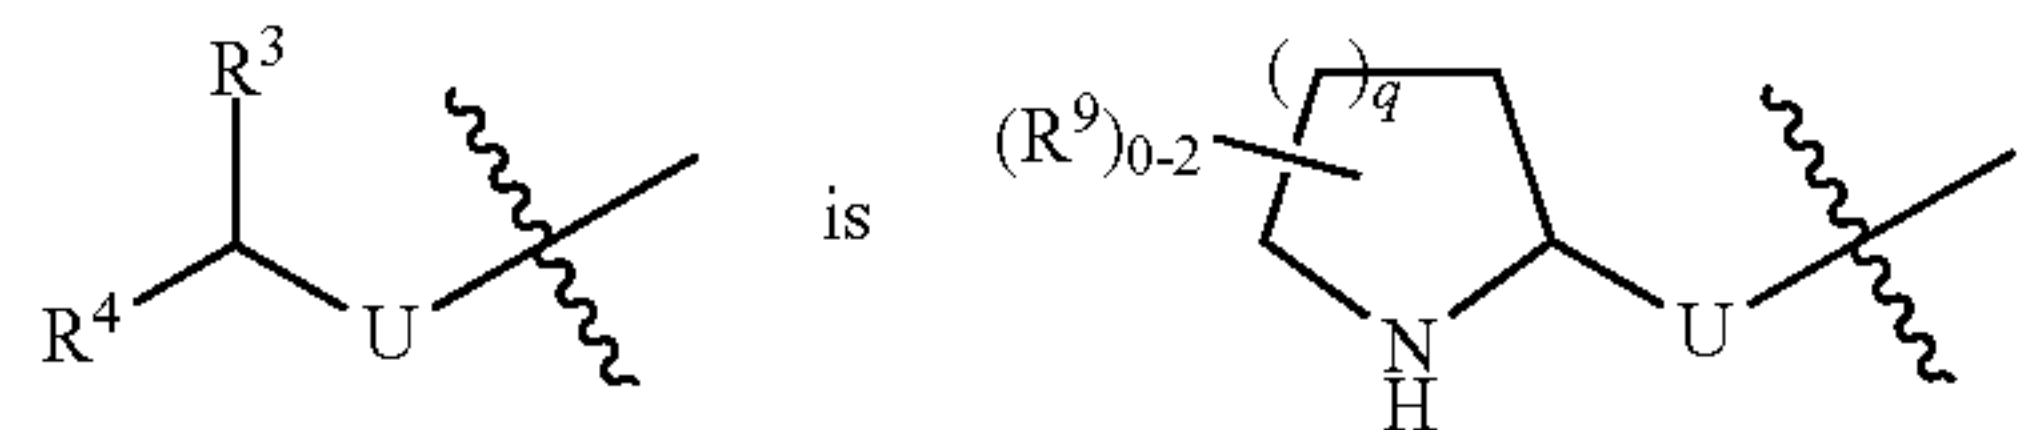 R³
R⁴
U
is
(R⁹)₀₋₂
( )q
N
H
U